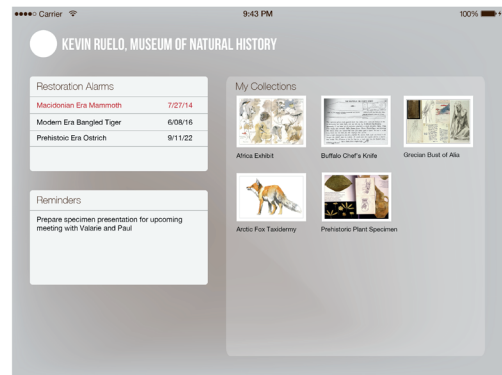 Carrier 9:43 PM 100%
KEVIN RUELO, MUSEUM OF NATURAL HISTORY
Restoration Alarms
Macidonian Era Mammoth 7/27/14
Modern Era Bangled Tiger 6/08/16
Prehistoic Era Ostrich 9/11/22
Reminders
Prepare specimen presentation for upcoming
meeting with Valarie and Paul
My Collections
Africa Exhibit
Buffalo Chef's Knife
Grecian Bust of Alia
Arctic Fox Taxidermy
Prehistoric Plant Specimen